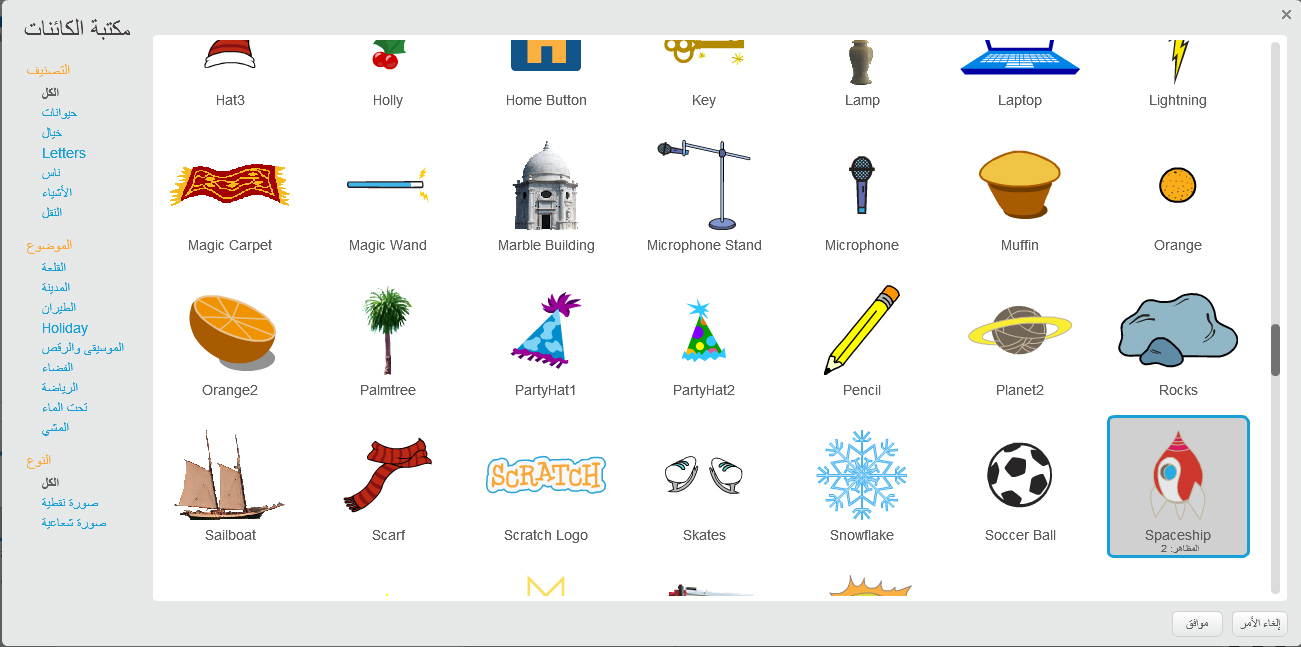 مكتبة الكائنات
التصنيف
الكل
حيوانات
خيال
Letters
ناس
الأشياء
النقل
الموضوع
القلعة
المدينة
الطيران
Holiday
الموسيقى والرقص
الفضاء
الرياضة
تحت الماء
المشي
النوع
الكل
صورة نقطية
صورة شعاعية
Hat3 Holly Home Button Key Lamp Laptop Lightning
Magic Carpet Magic Wand Marble Building Microphone Stand Microphone Muffin Orange
Orange2 Palmtree PartyHat1 PartyHat2 Pencil Planet2 Rocks
SCRATCH
Sailboat Scarf Scratch Logo Skates Snowflake Soccer Ball Spaceship
المظاهر: 2
موافق إلغاء الأمر